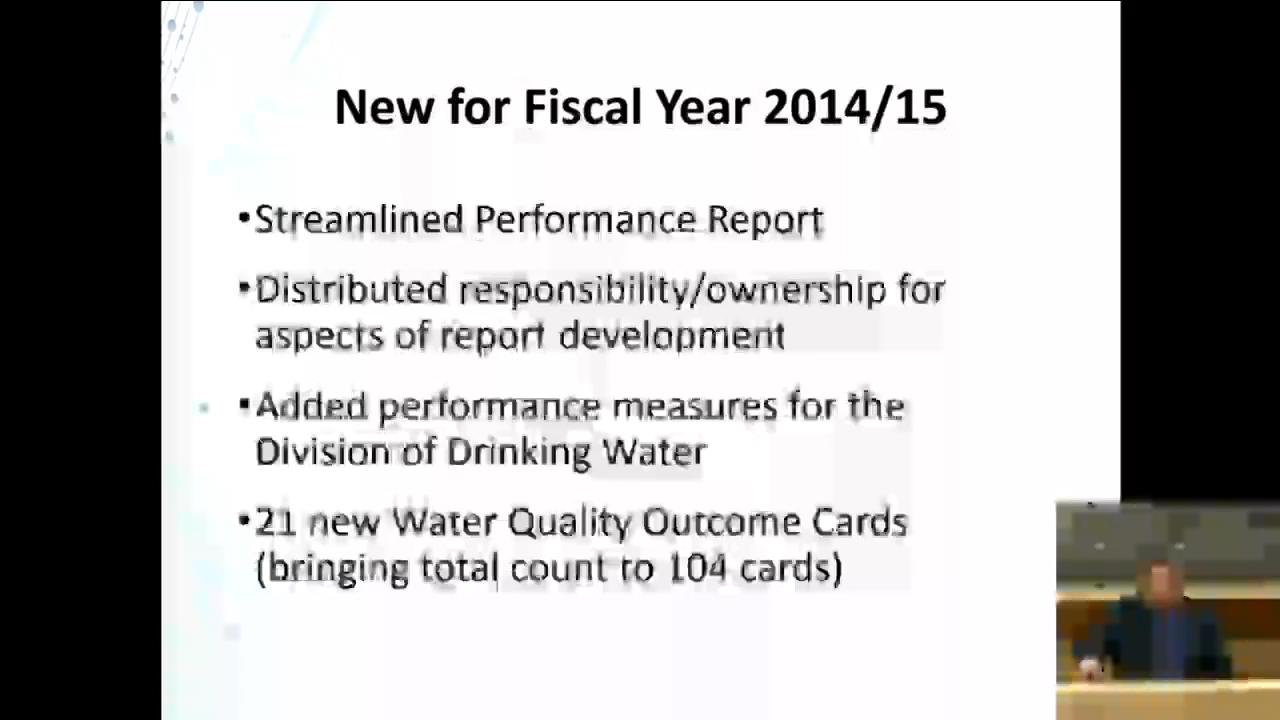 New for Fiscal Year 2014/15
•Streamlined Performance Report
•Distributed responsibility/ownership for
aspects of report development
•Added performance measures for the
Division of Drinking Water
•21 new Water Quality Outcome Cards
(bringing total count to 104 cards)